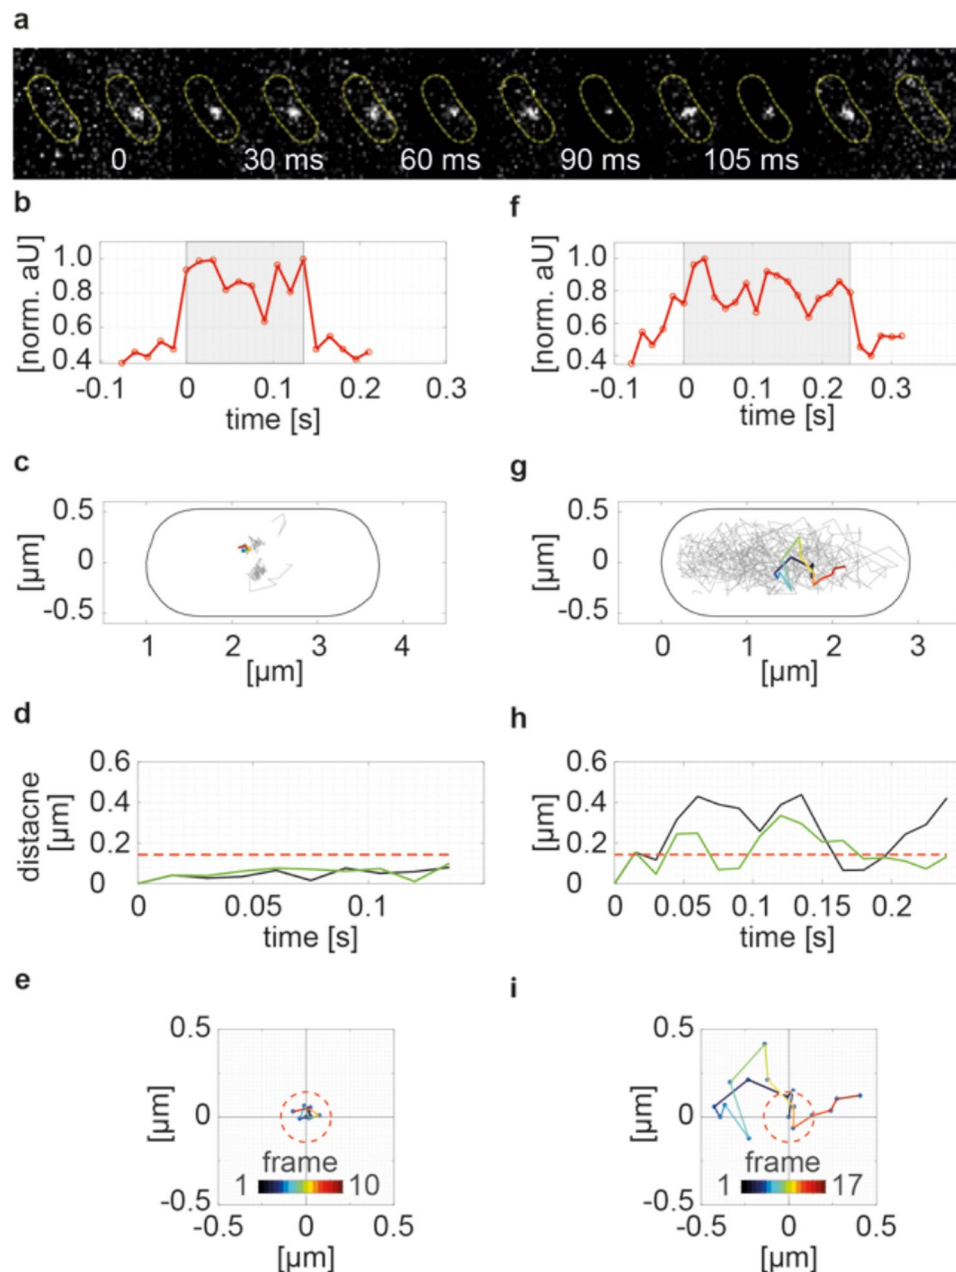 a
0 30 ms 60 ms 90 ms 105 ms
b
[norm. aU]
1.0
0.8
0.6
0.4
-0.1 0 0.1 0.2 0.3
time [s]
f
[norm. aU]
1.0
0.8
0.6
0.4
-0.1 0 0.1 0.2 0.3
time [s]
c
[µm]
0.5
0
-0.5
1 2 3 4
[µm]
g
[µm]
0.5
0
-0.5
0 1 2 3
[µm]
d
distacne
[µm]
0.6
0.4
0.2
0
0 0.05 0.1
time [s]
h
[µm]
0.6
0.4
0.2
0
0 0.05 0.1 0.15 0.2
time [s]
e
[µm]
0.5
0
-0.5
frame
1 10
-0.5 0 0.5
[µm]
i
[µm]
0.5
0
-0.5
frame
1 17
-0.5 0 0.5
[µm]